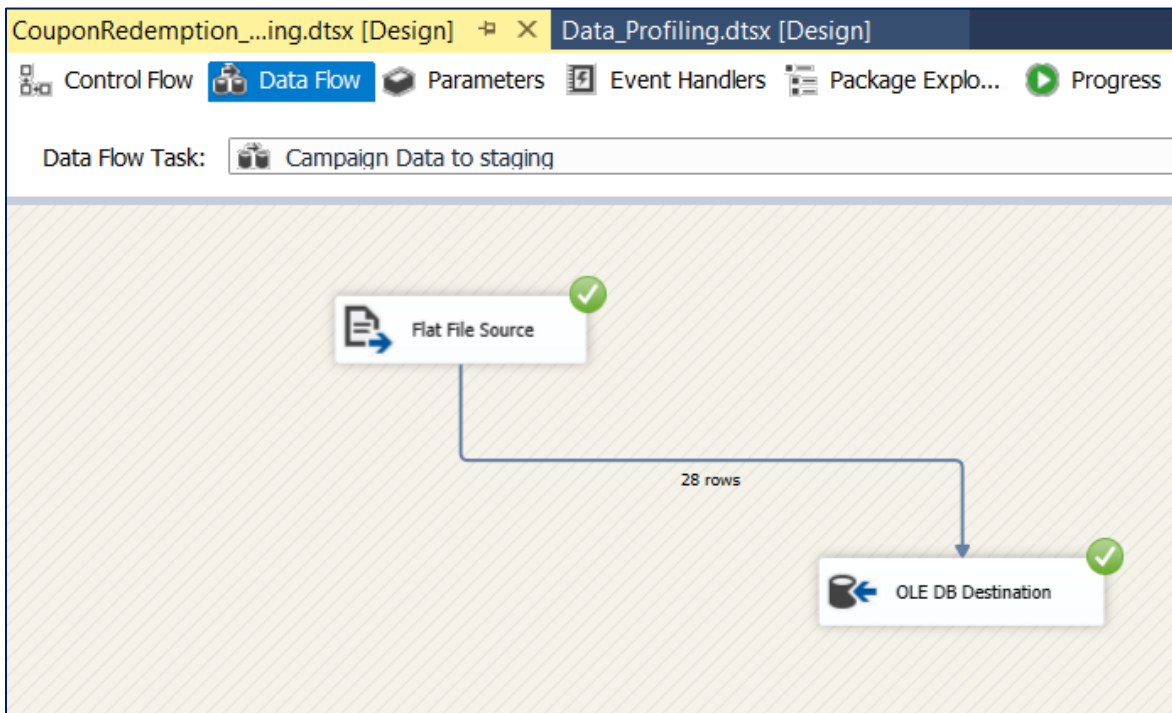 CouponRedemption_...ing.dtsx [Design] Data_Profiling.dtsx [Design]
Control Flow Data Flow Parameters Event Handlers Package Explo... Progress
Data Flow Task: Campaign Data to staging
Flat File Source
28 rows
OLE DB Destination